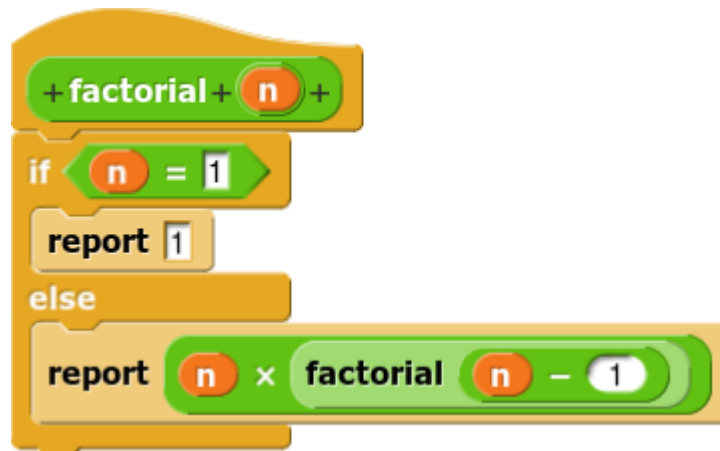 + factorial + n +
if n = 1
report 1
else
report n × factorial n − 1